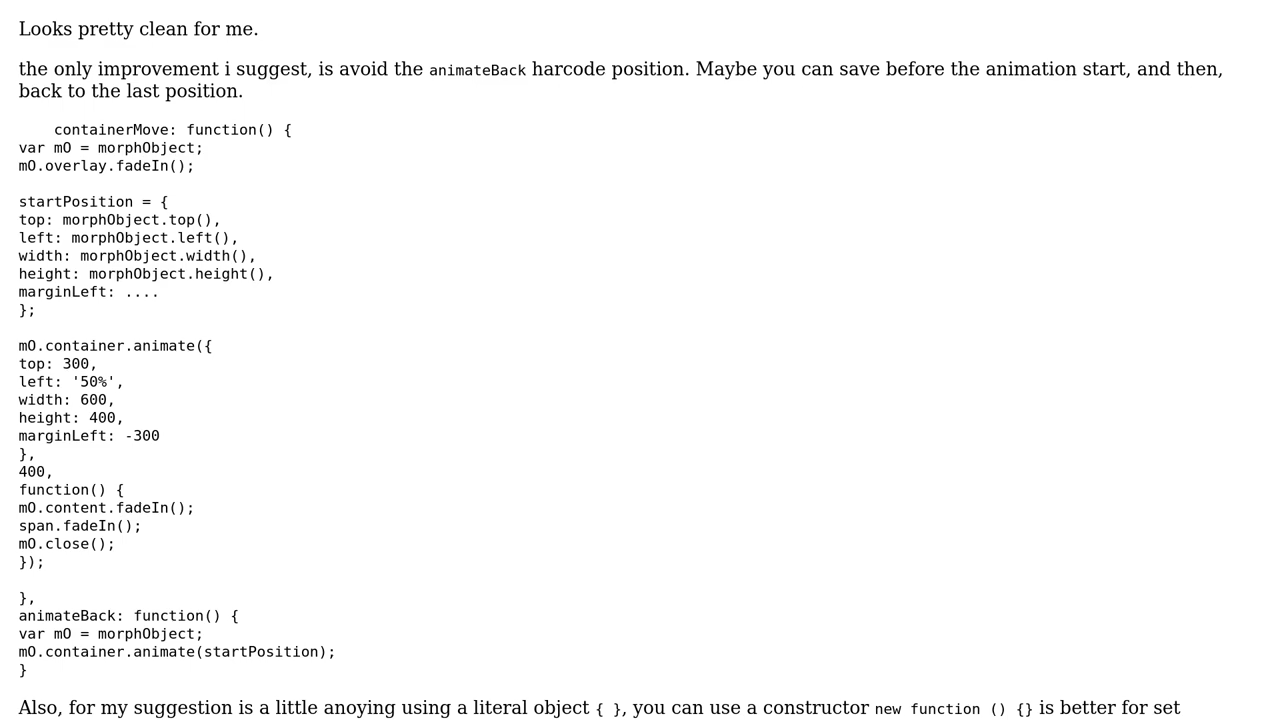 Looks pretty clean for me.
the only improvement i suggest, is avoid the animateBack harcode position. Maybe you can save before the animation start, and then,
back to the last position.
containerMove: function() {
var mO = morphObject;
mO.overlay.fadeIn();
startPosition = {
top: morphObject.top(),
left: morphObject.left(),
width: morphObject.width(),
height: morphObject.height(),
marginLeft: ....
};
mO.container.animate({
top: 300,
left: '50%',
width: 600,
height: 400,
marginLeft: -300
},
400,
function() {
mO.content.fadeIn();
span.fadeIn();
mO.close();
});
},
animateBack: function() {
var mO = morphObject;
mO.container.animate(startPosition);
}
Also, for my suggestion is a little anoying using a literal object { }, you can use a constructor new function () {} is better for set